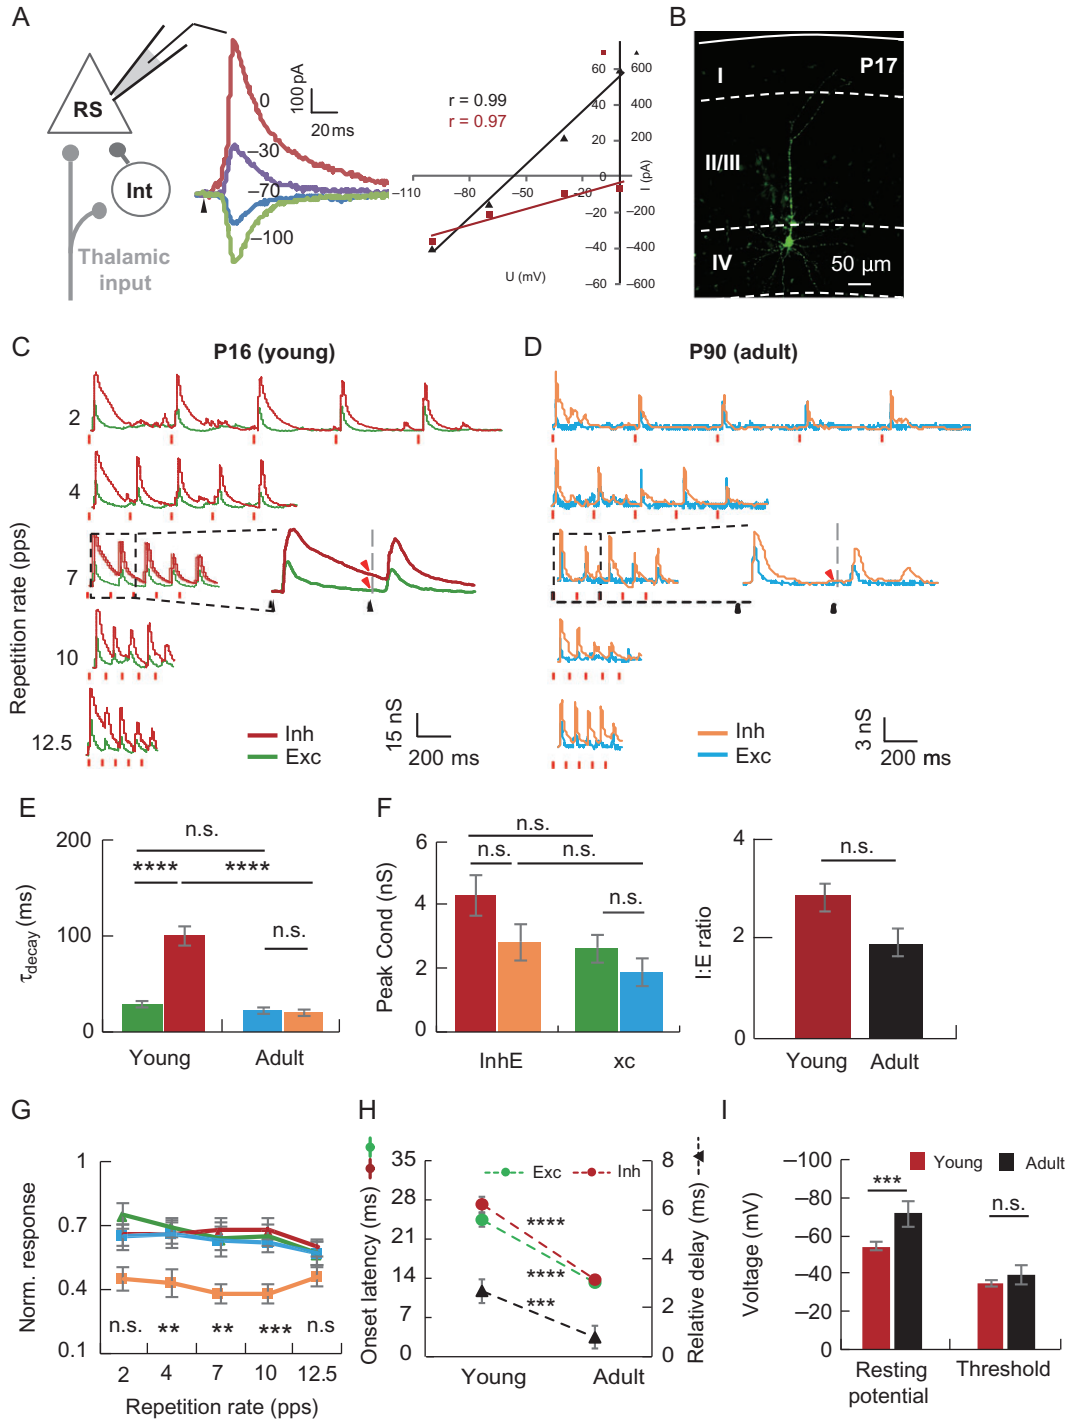 A
RS
Int
Thalamic
input
0
–30
–70
–100
100 pA
20 ms
r = 0.99
r = 0.97
60 600
40 400
20 200
0 0
–20 –200
–40 –400
–60 –600
–110 –80 –50 –20
I (pA)
U (mV)
B
P17
I
II/III
IV
50 µm
C
P16 (young)
D
P90 (adult)
Repetition rate (pps)
2
4
7
10
12.5
Inh
Exc
15 nS
200 ms
Inh
Exc
3 nS
200 ms
E
τdecay (ms)
200
100
0
n.s.
**** ****
n.s.
Young Adult
F
Peak Cond (nS)
6
4
2
0
n.s.
n.s. n.s.
n.s.
InhE xc
I:E ratio
4
2
0
n.s.
Young Adult
G
Norm. response
1
0.7
0.4
0.1
n.s. ** ** *** n.s
2 4 7 10 12.5
Repetition rate (pps)
H
Onset latency (ms)
35
28
21
14
7
0
Exc Inh
****
****
***
8
6
4
2
0
Relative delay (ms)
Young Adult
I
Voltage (mV)
–100
–80
–60
–40
–20
0
Young Adult
***
n.s.
Resting
potential
Threshold